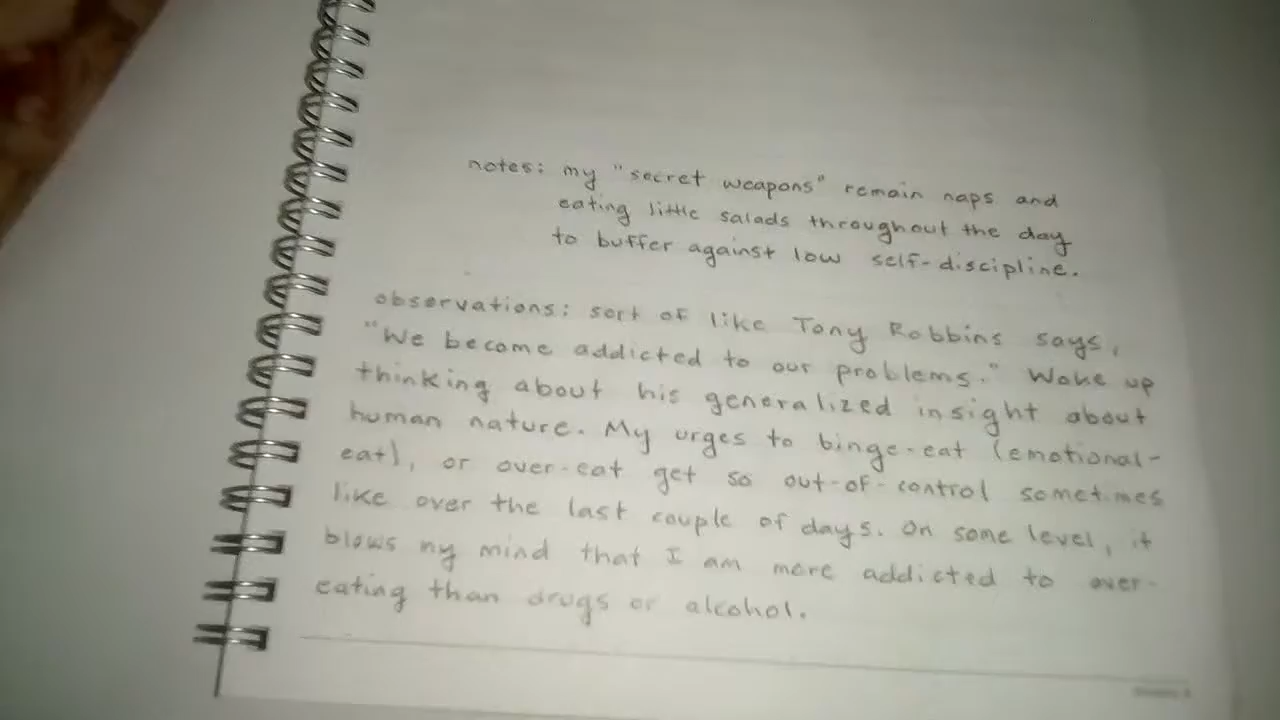 notes: my "secret weapons" remain naps and
eating little salads throughout the day
to buffer against low self-discipline.
observations: sort of like Tony Robbins says,
"We become addicted to our problems." Woke up
thinking about his generalized insight about
human nature. My urges to binge-eat (emotional-
eat), or over-eat get so out-of-control sometimes
like over the last couple of days. On some level, it
blows my mind that I am more addicted to over-
eating than drugs or alcohol.